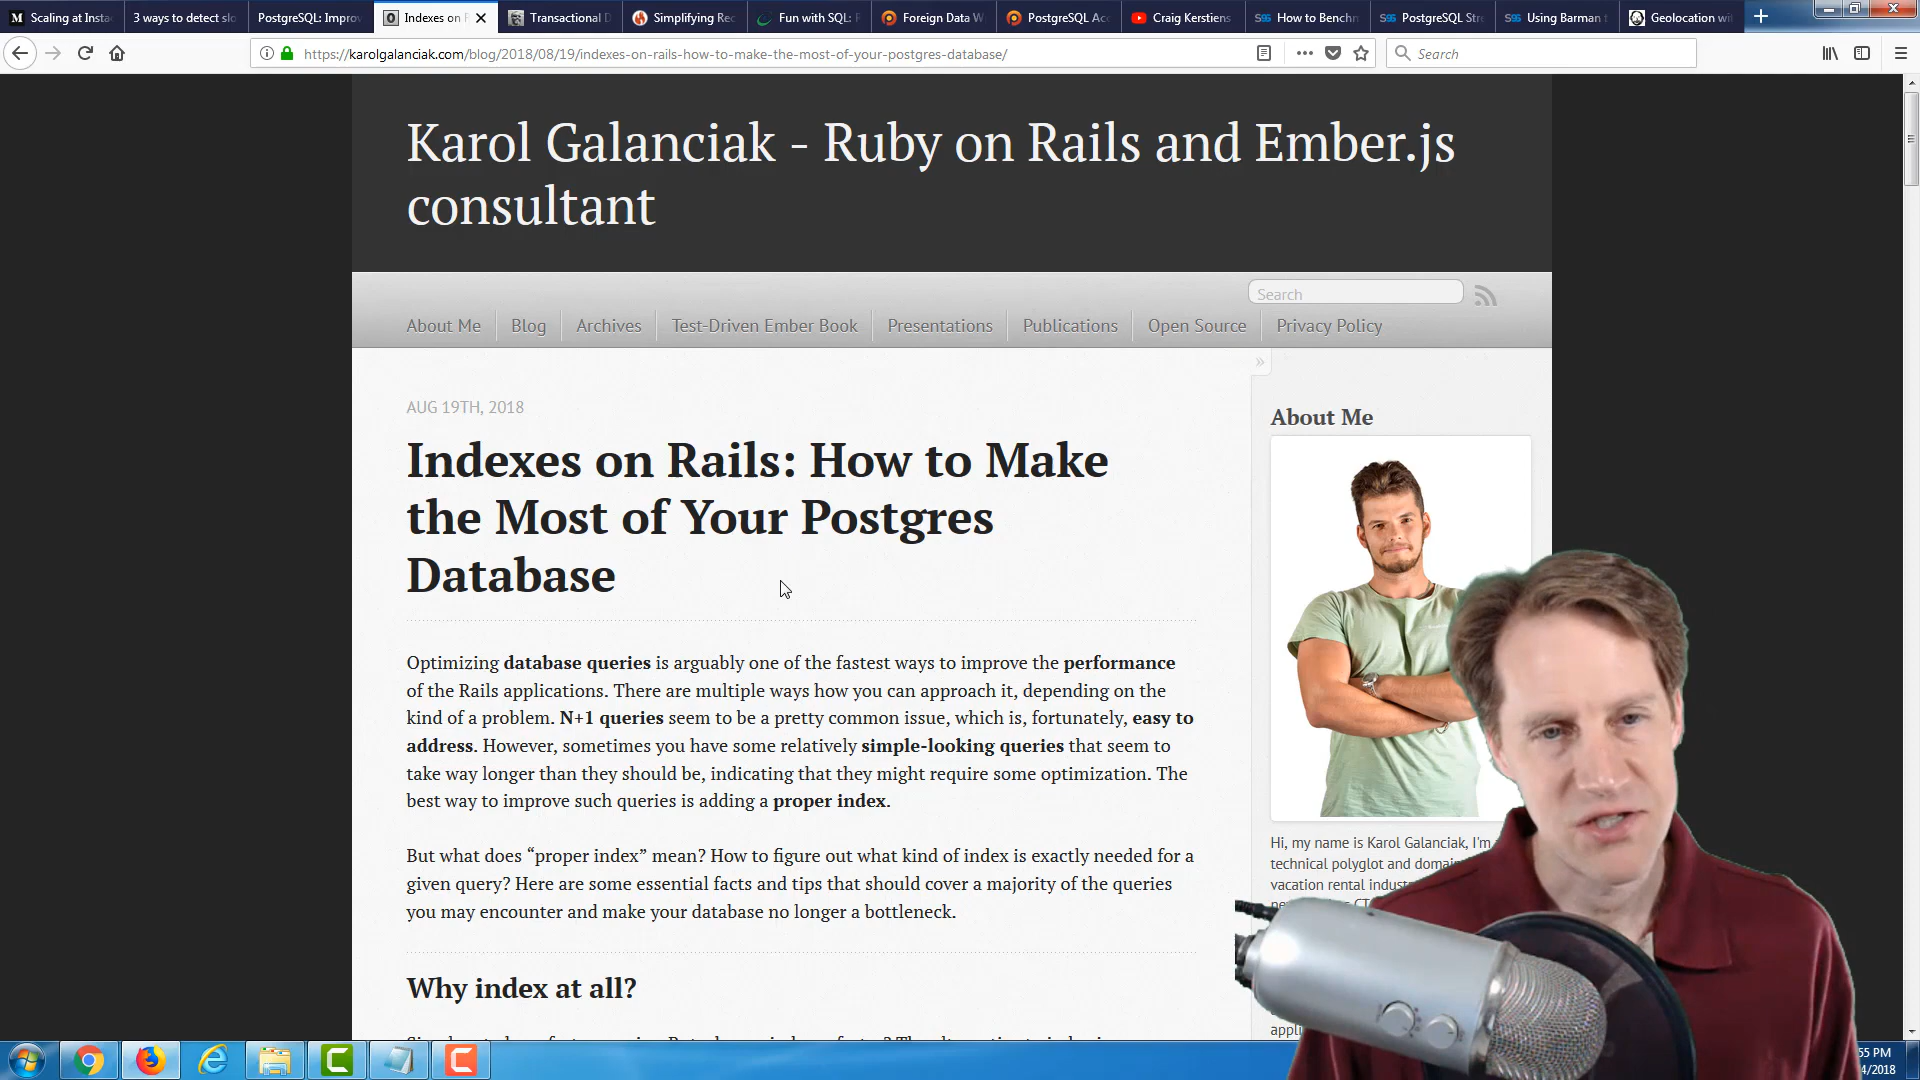 Scaling at Insta
3 ways to detect slo
PostgreSQL: Improv
Indexes on R
Transactional D
Simplifying Rec
Fun with SQL: F
Foreign Data W
PostgreSQL Acc
Craig Kerstiens
How to Benchm
PostgreSQL Stre
Using Barman t
Geolocation wi
https://karolgalanciak.com/blog/2018/08/19/indexes-on-rails-how-to-make-the-most-of-your-postgres-database/
Search
Karol Galanciak - Ruby on Rails and Ember.js
consultant
Search
About Me
Blog
Archives
Test-Driven Ember Book
Presentations
Publications
Open Source
Privacy Policy
»
AUG 19TH, 2018
Indexes on Rails: How to Make
the Most of Your Postgres
Database
Optimizing database queries is arguably one of the fastest ways to improve the performance
of the Rails applications. There are multiple ways how you can approach it, depending on the
kind of a problem. N+1 queries seem to be a pretty common issue, which is, fortunately, easy to
address. However, sometimes you have some relatively simple-looking queries that seem to
take way longer than they should be, indicating that they might require some optimization. The
best way to improve such queries is adding a proper index.
But what does “proper index” mean? How to figure out what kind of index is exactly needed for a
given query? Here are some essential facts and tips that should cover a majority of the queries
you may encounter and make your database no longer a bottleneck.
Why index at all?
About Me
Hi, my name is Karol Galanciak, I'm
technical polyglot and domain
vacation rental indust
appli
55 PM
4/2018